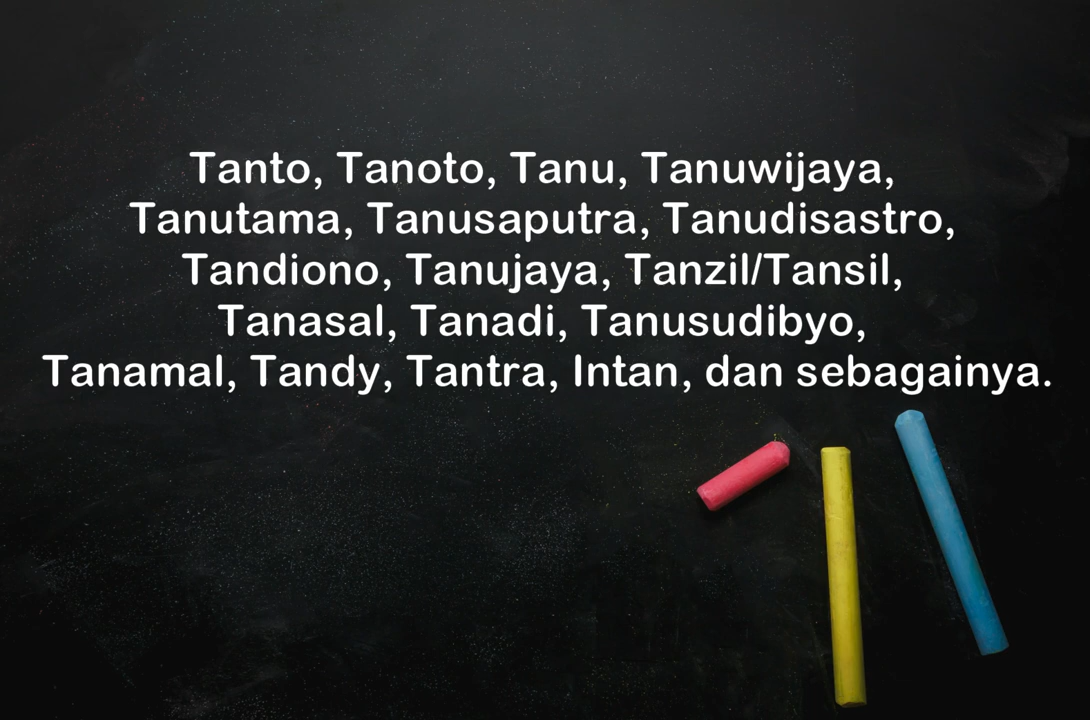 Tanto, Tanoto, Tanu, Tanuwijaya,
Tanutama, Tanusaputra, Tanudisastro,
Tandiono, Tanujaya, Tanzil/Tansil,
Tanasal, Tanadi, Tanusudibyo,
Tanamal, Tandy, Tantra, Intan, dan sebagainya.